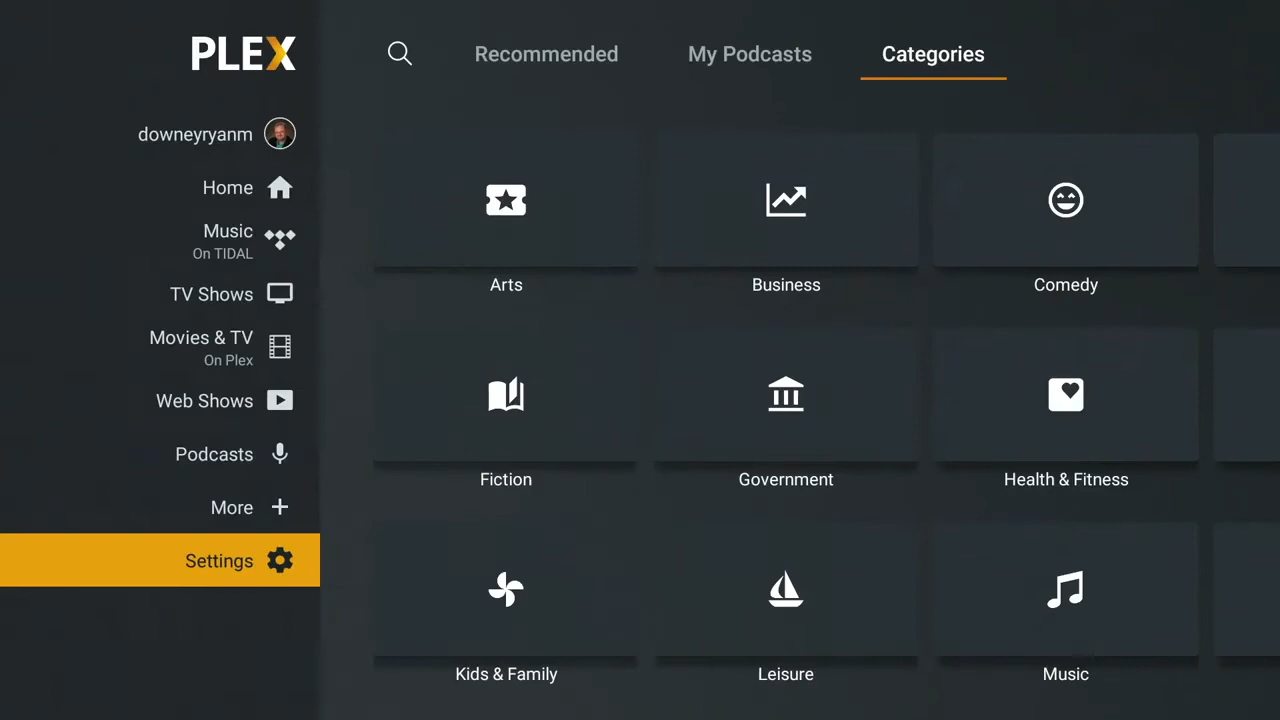 PLEX
downeyryanm
Home
Music
On TIDAL
TV Shows
Movies & TV
On Plex
Web Shows
Podcasts
More
Settings
Recommended
My Podcasts
Categories
Arts
Business
Comedy
Fiction
Government
Health & Fitness
Kids & Family
Leisure
Music